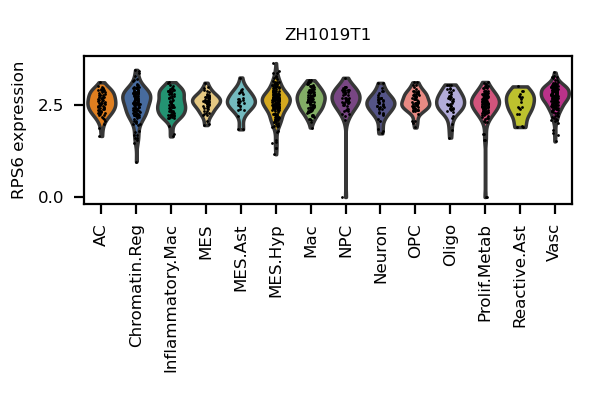 ZH1019T1
RPS6 expression
2.5
0.0
AC
Chromatin.Reg
Inflammatory.Mac
MES
MES.Ast
MES.Hyp
Mac
NPC
Neuron
OPC
Oligo
Prolif.Metab
Reactive.Ast
Vasc